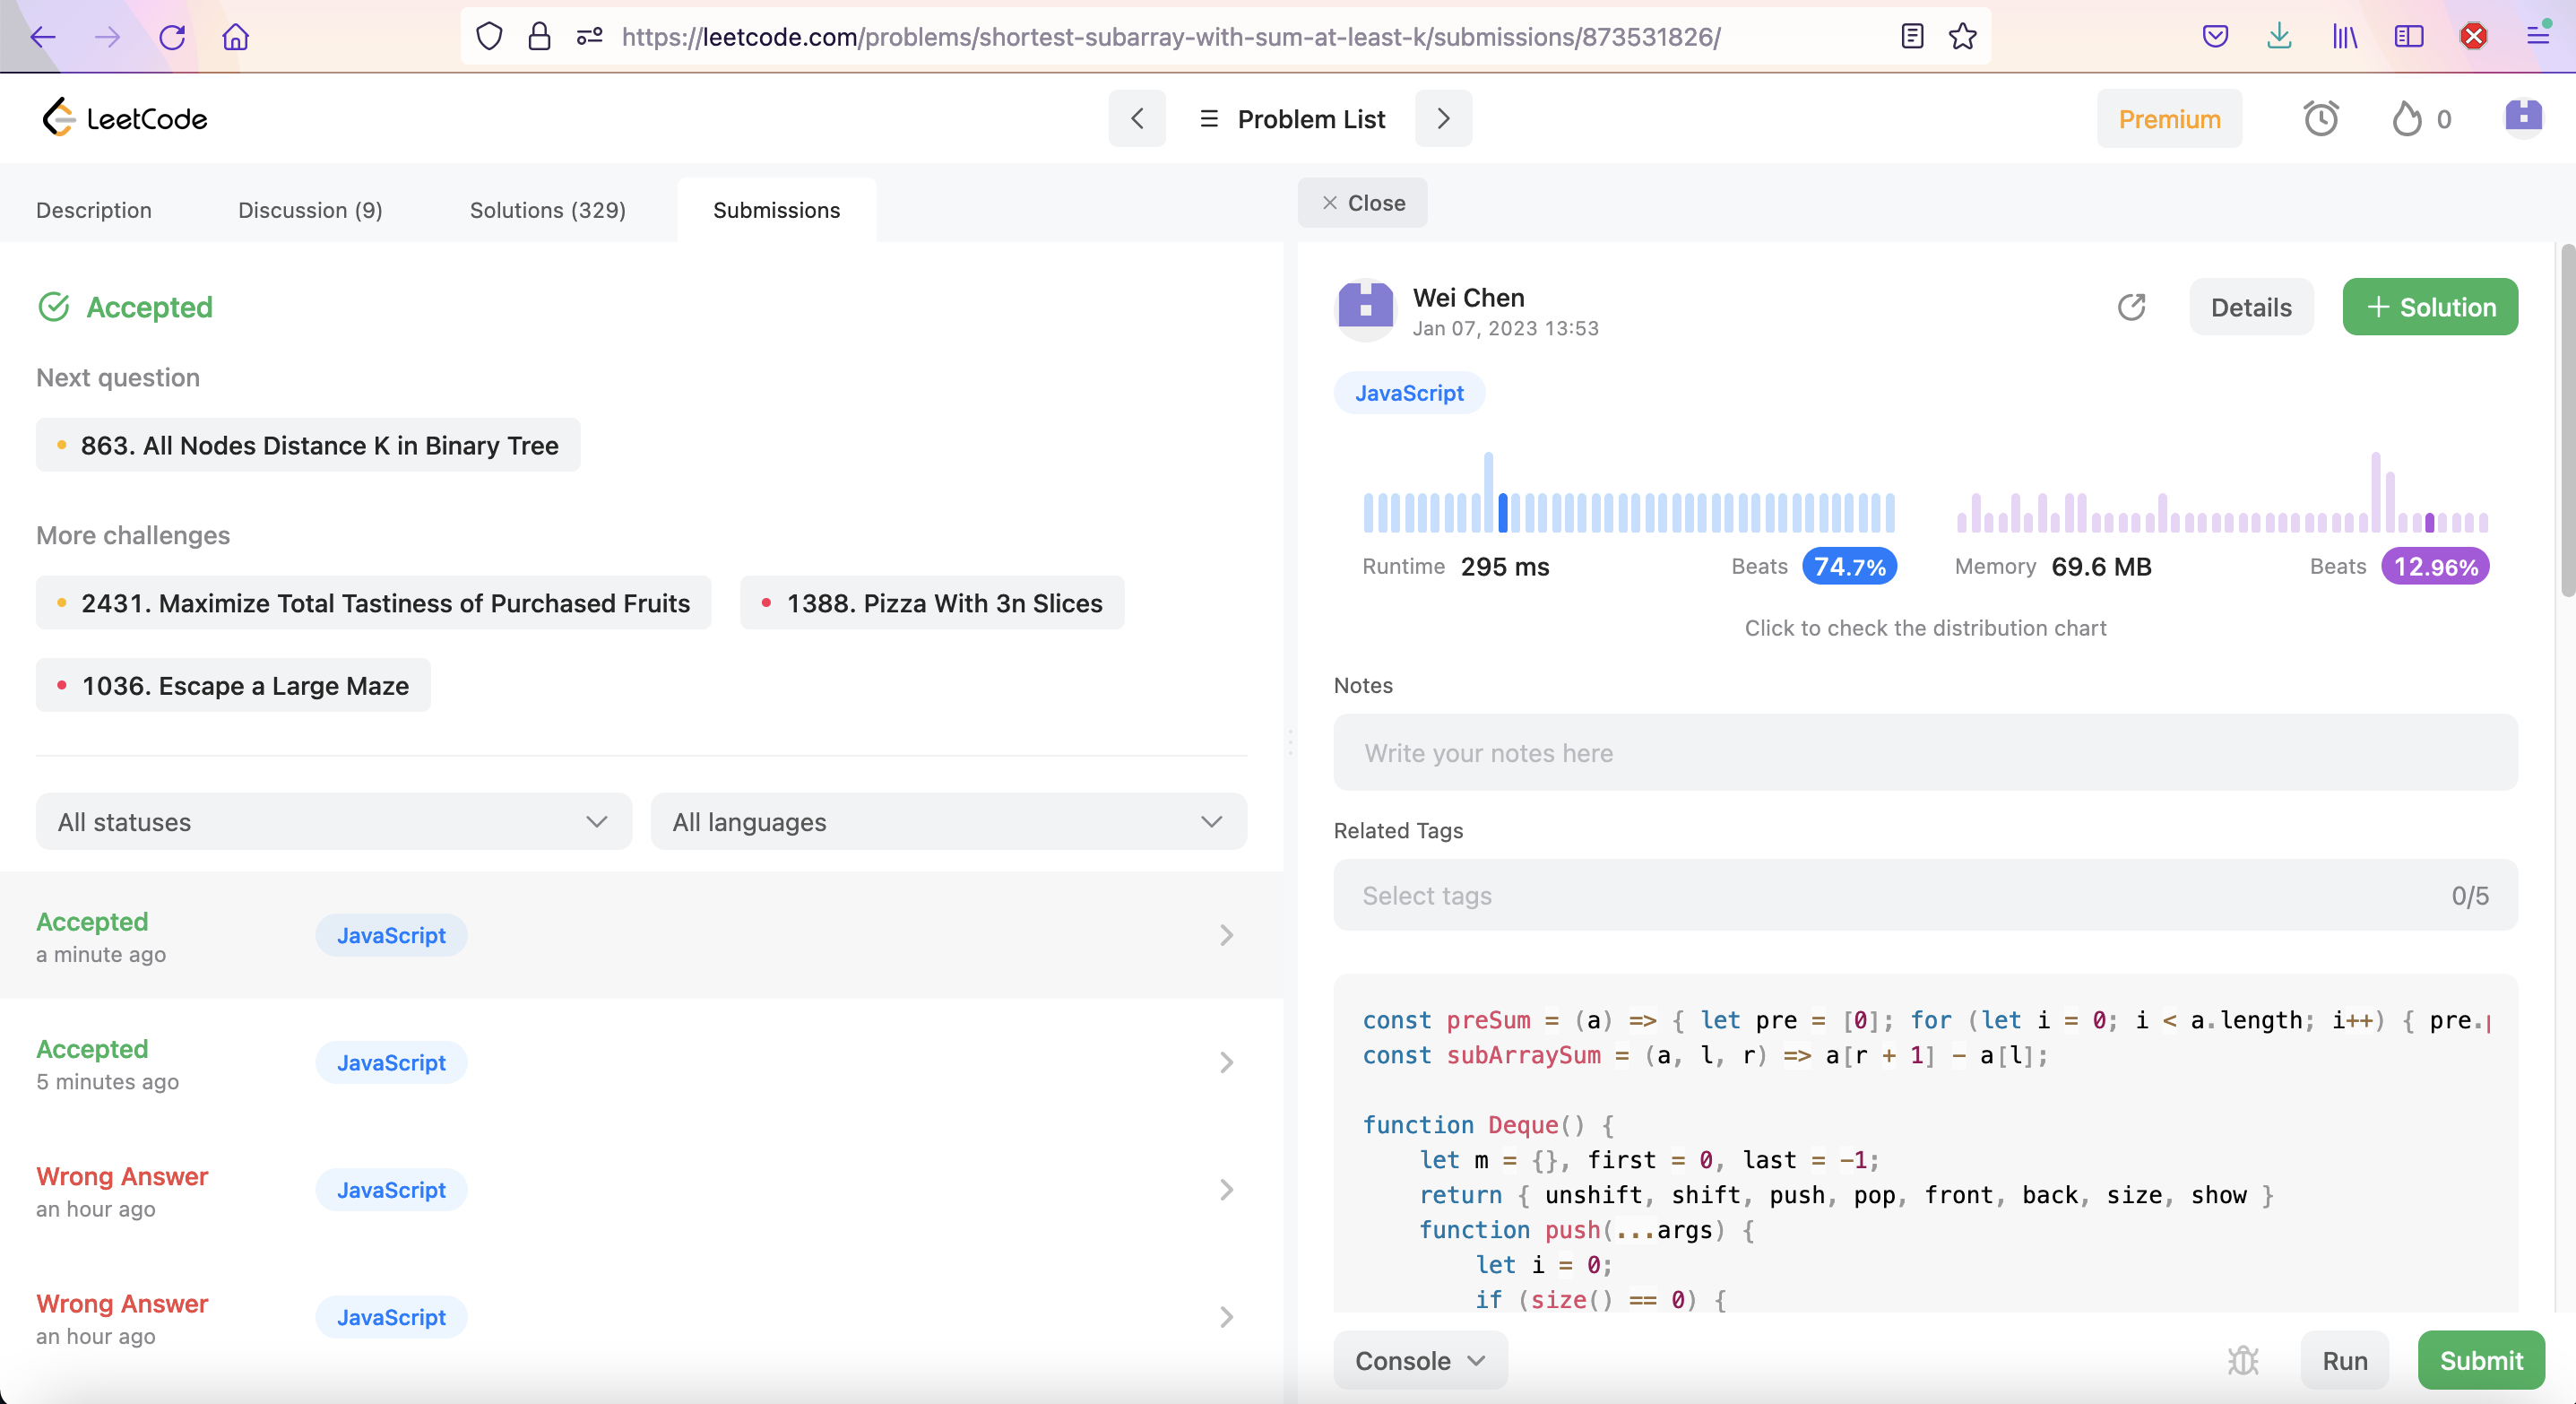 https://leetcode.com/problems/shortest-subarray-with-sum-at-least-k/submissions/873531826/
LeetCode
Problem List
Premium
0
Description Discussion (9) Solutions (329) Submissions
Close
Accepted
Next question
863. All Nodes Distance K in Binary Tree
More challenges
2431. Maximize Total Tastiness of Purchased Fruits
1388. Pizza With 3n Slices
1036. Escape a Large Maze
All statuses
All languages
Accepted
a minute ago
JavaScript
Accepted
5 minutes ago
JavaScript
Wrong Answer
an hour ago
JavaScript
Wrong Answer
an hour ago
JavaScript
Wei Chen
Jan 07, 2023 13:53
Details
+ Solution
JavaScript
Runtime 295 ms
Beats 74.7%
Memory 69.6 MB
Beats 12.96%
Click to check the distribution chart
Notes
Write your notes here
Related Tags
Select tags
0/5
const preSum = (a) => { let pre = [0]; for (let i = 0; i < a.length; i++) { pre.
const subArraySum = (a, l, r) => a[r + 1] - a[l];
function Deque() {
let m = {}, first = 0, last = -1;
return { unshift, shift, push, pop, front, back, size, show }
function push(...args) {
let i = 0;
if (size() == 0) {
Console
Run
Submit